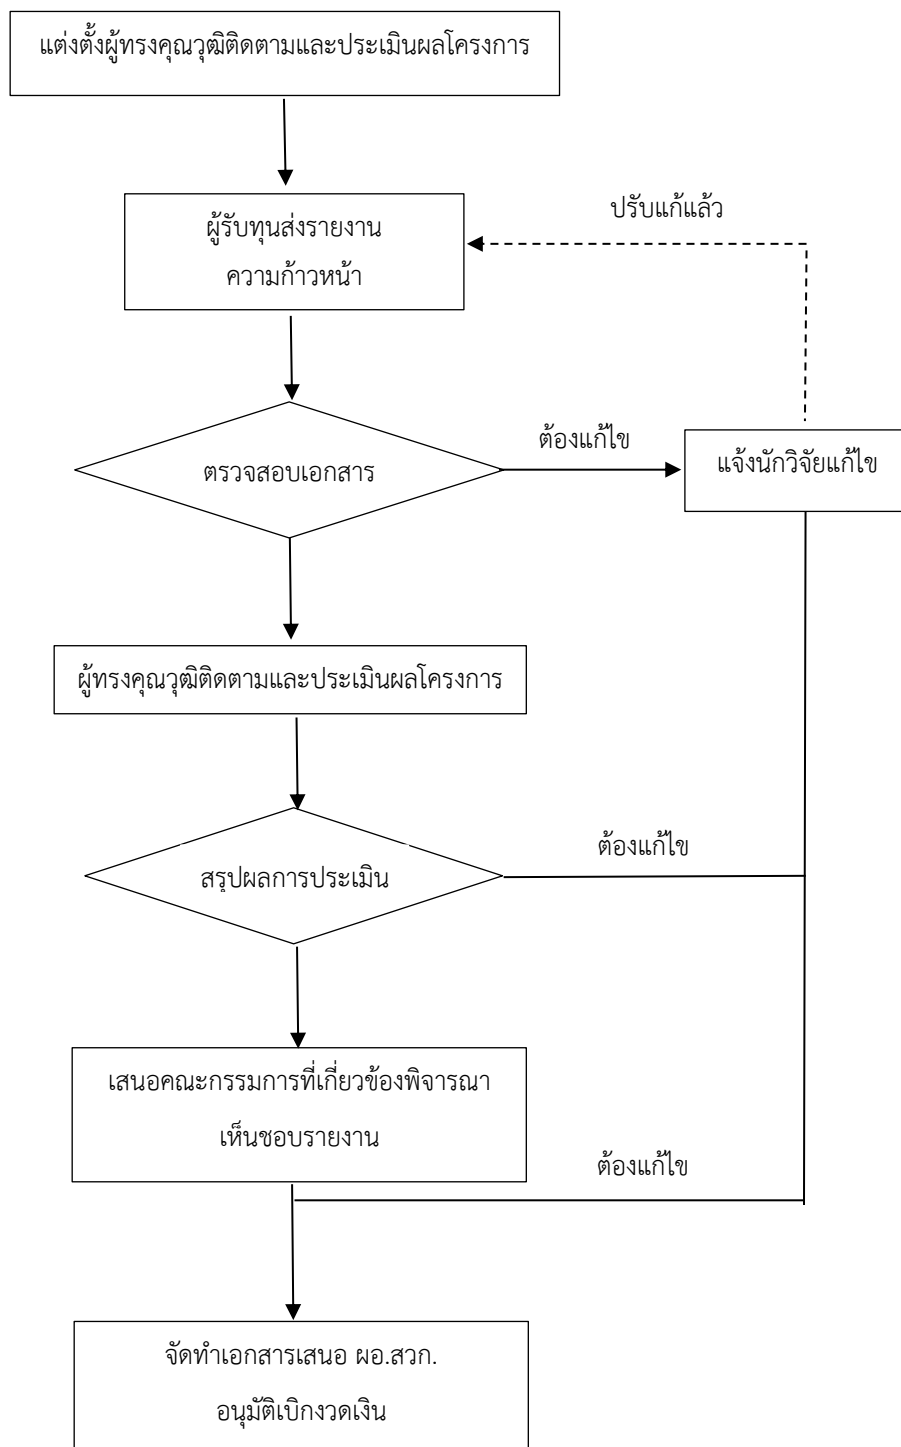 แต่งตั้งผู้ทรงคุณวุฒิติดตามและประเมินผลโครงการ
ผู้รับทุนส่งรายงาน
ความก้าวหน้า
ปรับแก้แล้ว
ตรวจสอบเอกสาร
ต้องแก้ไข
แจ้งนักวิจัยแก้ไข
ผู้ทรงคุณวุฒิติดตามและประเมินผลโครงการ
สรุปผลการประเมิน
ต้องแก้ไข
เสนอคณะกรรมการที่เกี่ยวข้องพิจารณา
เห็นชอบรายงาน
ต้องแก้ไข
จัดทำเอกสารเสนอ ผอ.สวก.
อนุมัติเบิกงวดเงิน